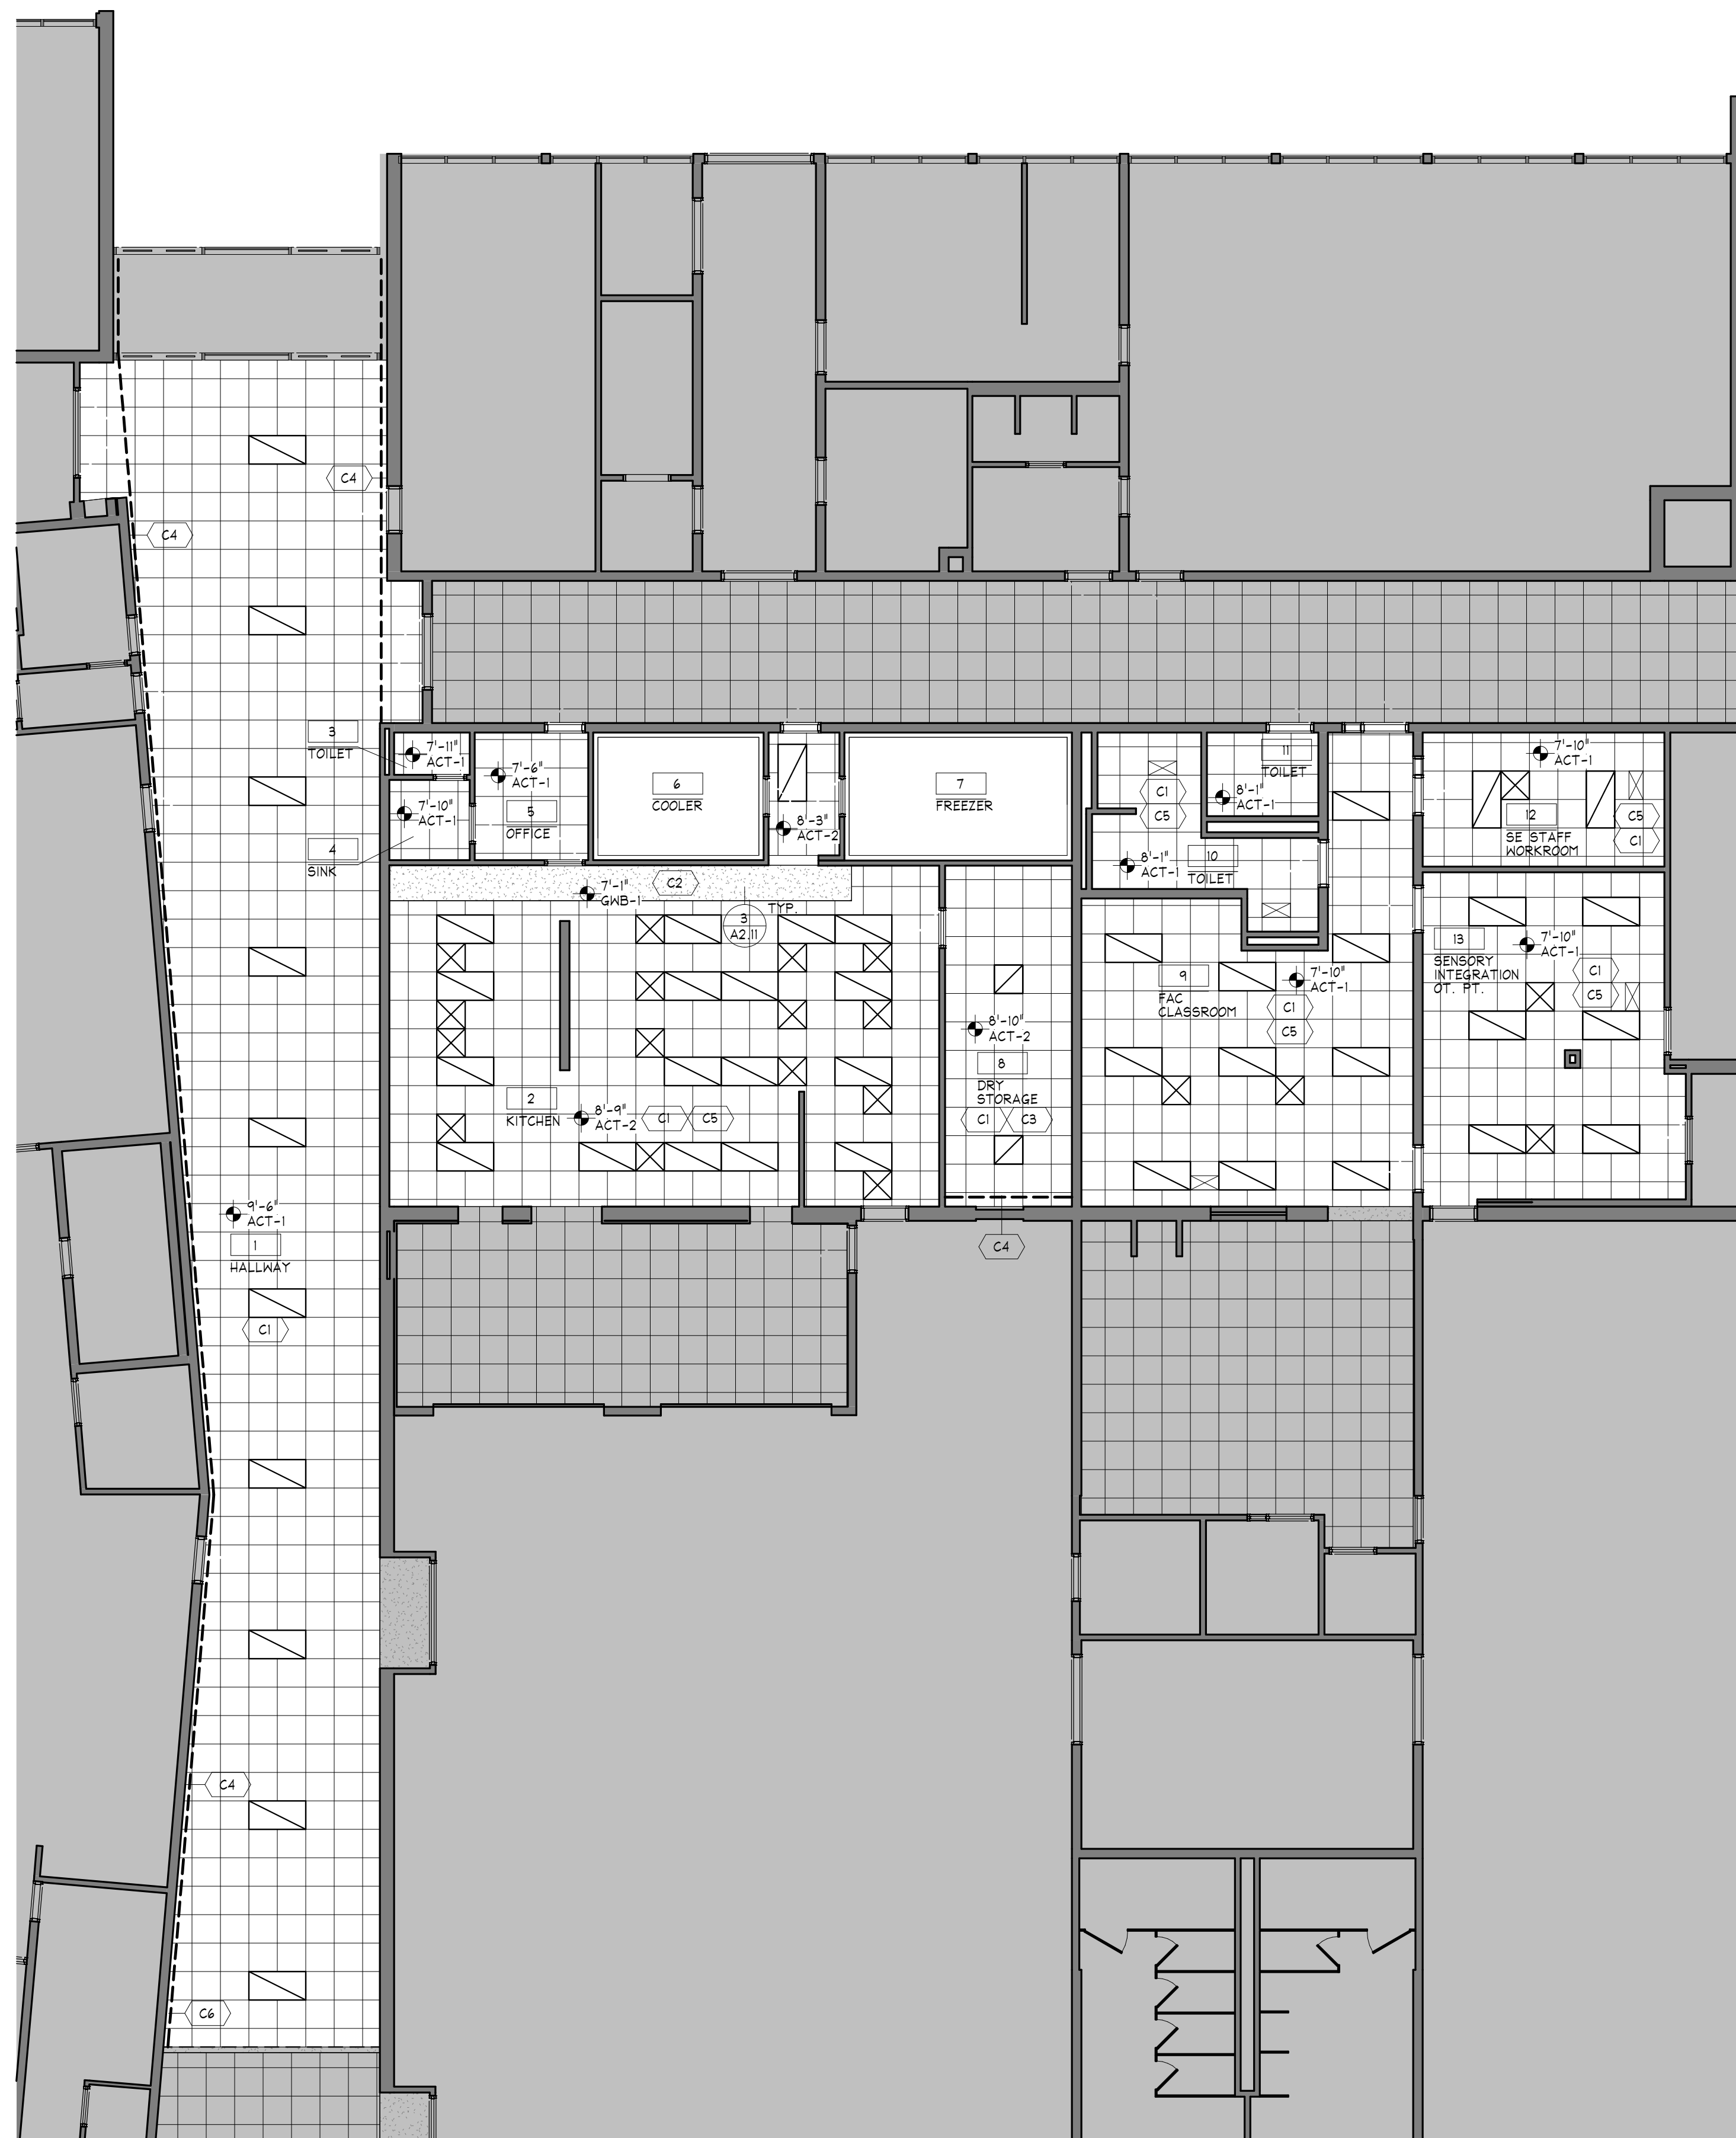 C4
C4
3
TOILET
7'-11"
ACT-1
7'-10"
ACT-1
4
SINK
7'-6"
ACT-1
5
OFFICE
6
COOLER
8'-3"
ACT-2
7
FREEZER
C1
C5
11
TOILET
8'-1"
ACT-1
8'-1"
ACT-1
10
TOILET
7'-10"
ACT-1
12
SE STAFF
WORKROOM
C5
C1
7'-1"
GWB-1
C2
3
A2.11
TYP.
2
KITCHEN
8'-9"
ACT-2
C1
C5
8'-10"
ACT-2
8
DRY
STORAGE
C1
C3
C4
9
FAC
CLASSROOM
7'-10"
ACT-1
C1
C5
13
SENSORY
INTEGRATION
OT. PT.
7'-10"
ACT-1
C1
C5
9'-6"
ACT-1
1
HALLWAY
C1
C4
C6